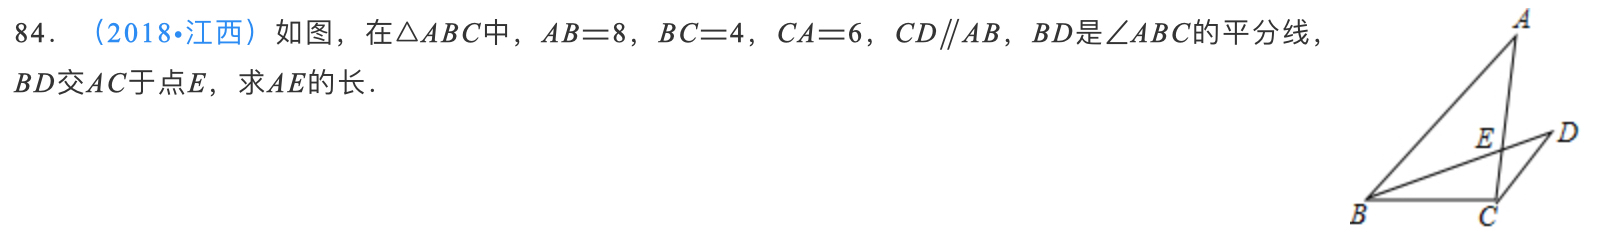 84. (2018•江西) 如图，在△ABC中，AB=8，BC=4，CA=6，CD∥AB，BD是∠ABC的平分线，
BD交AC于点E，求AE的长.
A
E
D
B
C